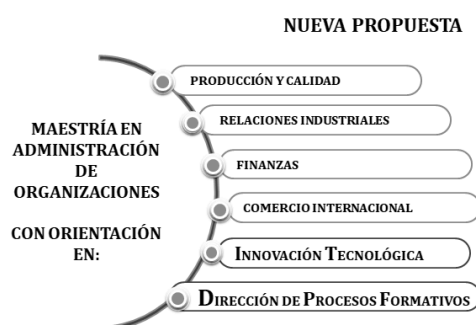 NUEVA PROPUESTA
MAESTRÍA EN
ADMINISTRACIÓN
DE
ORGANIZACIONES
CON ORIENTACIÓN
EN:
PRODUCCIÓN Y CALIDAD
RELACIONES INDUSTRIALES
FINANZAS
COMERCIO INTERNACIONAL
INNOVACIÓN TECNOLÓGICA
DIRECCIÓN DE PROCESOS FORMATIVOS